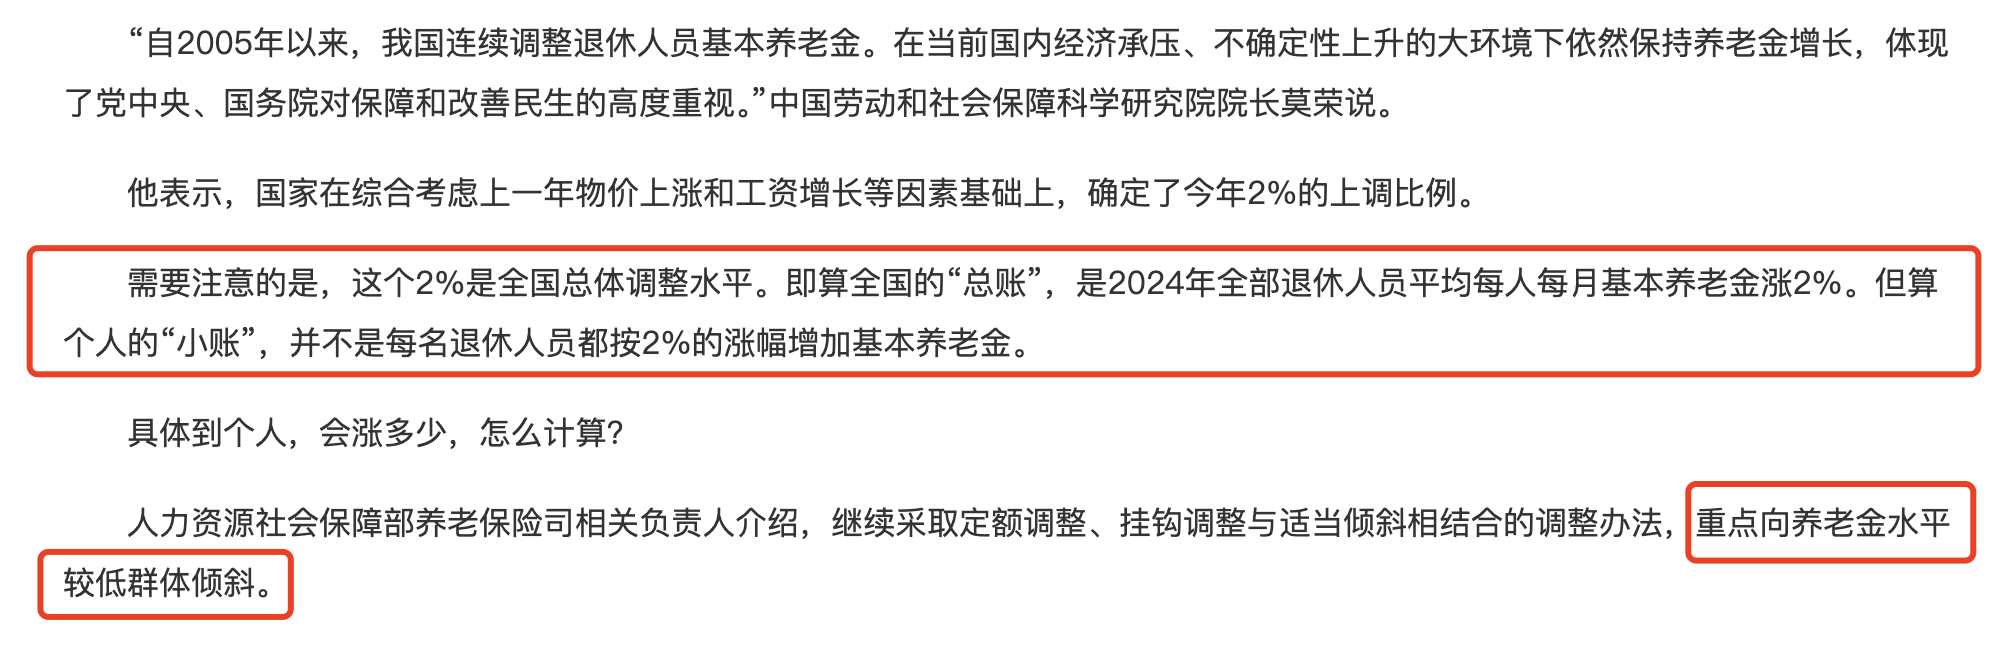 “自2005年以来，我国连续调整退休人员基本养老金。在当前国内经济承压、不确定性上升的大环境下依然保持养老金增长，体现
了党中央、国务院对保障和改善民生的高度重视。”中国劳动和社会保障科学研究院院长莫荣说。
他表示，国家在综合考虑上一年物价上涨和工资增长等因素基础上，确定了今年2%的上调比例。
需要注意的是，这个2%是全国总体调整水平。即算全国的“总账”，是2024年全部退休人员平均每人每月基本养老金涨2%。但算
个人的“小账”，并不是每名退休人员都按2%的涨幅增加基本养老金。
具体到个人，会涨多少，怎么计算?
人力资源社会保障部养老保险司相关负责人介绍，继续采取定额调整、挂钩调整与适当倾斜相结合的调整办法，重点向养老金水平
较低群体倾斜。